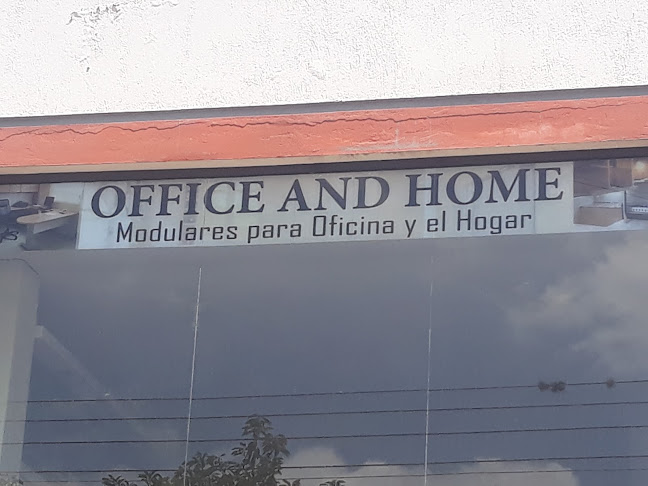 OFFICE AND HOME
Modulares para Oficina y el Hogar